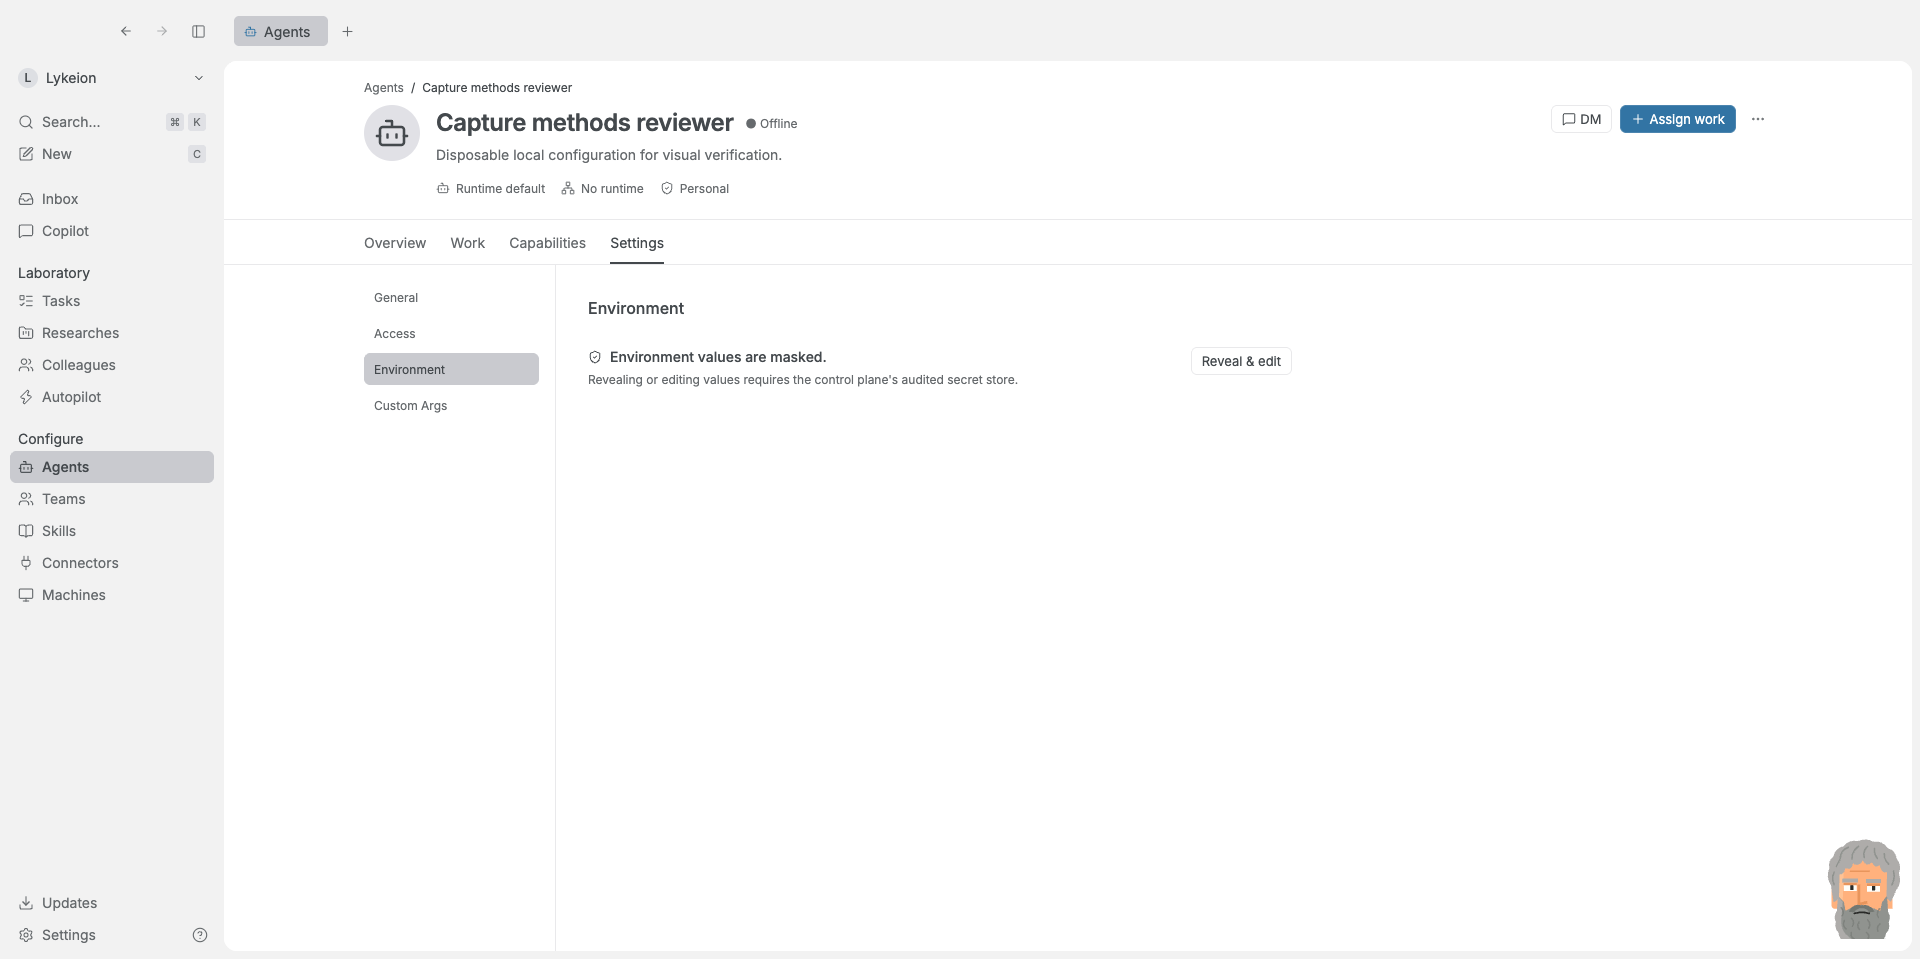 Agents
L Lykeion
Search... ⌘ K
New C
Inbox
Copilot
Laboratory
Tasks
Researches
Colleagues
Autopilot
Configure
Agents
Teams
Skills
Connectors
Machines
Updates
Settings
Agents / Capture methods reviewer
Capture methods reviewer Offline
DM
Assign work
Disposable local configuration for visual verification.
Runtime default No runtime Personal
Overview Work Capabilities Settings
General
Access
Environment
Custom Args
Environment
Environment values are masked.
Revealing or editing values requires the control plane's audited secret store.
Reveal & edit